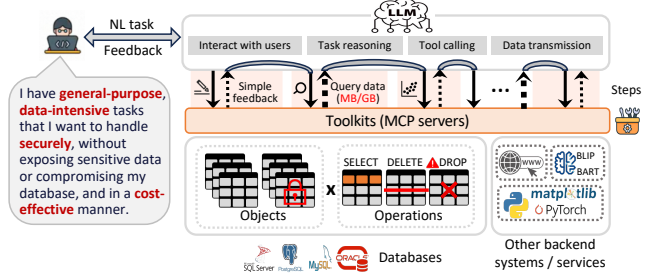 LLM
NL task
Feedback
Interact with users
Task reasoning
Tool calling
Data transmission
Simple
feedback
Query data
(MB/GB)
...
Steps
Toolkits (MCP servers)
I have general-purpose,
data-intensive tasks
that I want to handle
securely, without
exposing sensitive data
or compromising my
database, and in a cost-
effective manner.
Objects
x
SELECT DELETE DROP
Operations
WWW
BLIP
BART
matplotlib
PyTorch
SQL Server
PostgreSQL
MySQL
ORACLE
Databases
Other backend
systems / services